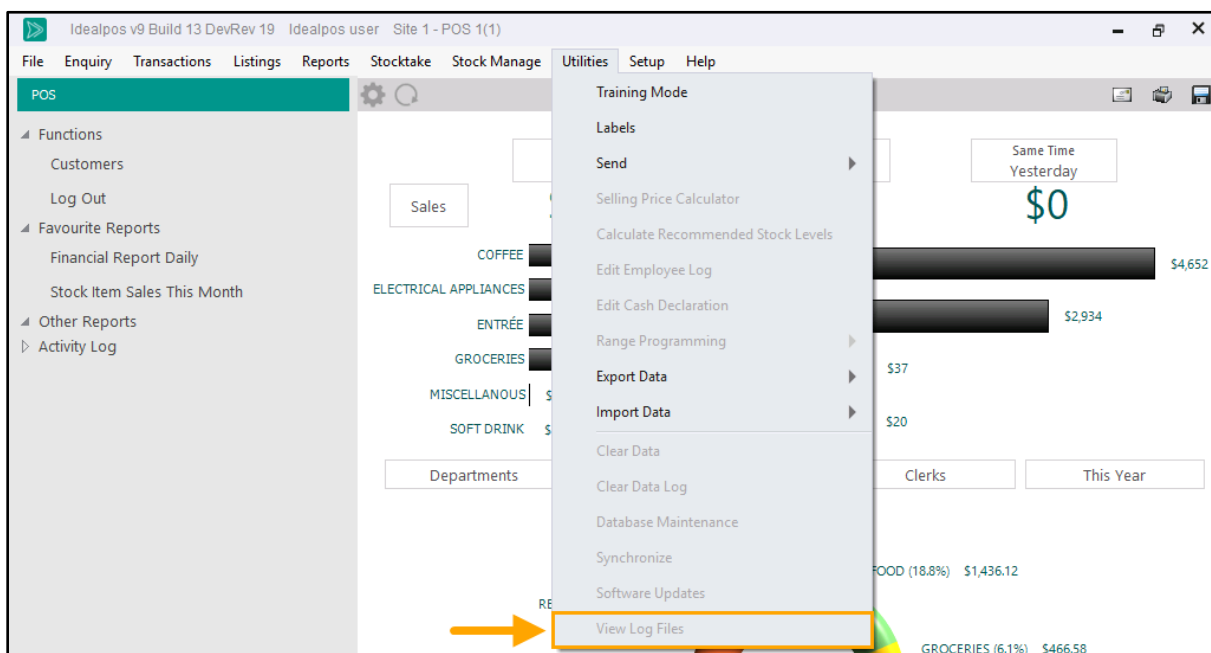 Idealpos v9 Build 13 DevRev 19 Idealpos user Site 1 - POS 1(1)
File Enquiry Transactions Listings Reports Stocktake Stock Manage Utilities Setup Help
POS
Functions
Customers
Log Out
Favourite Reports
Financial Report Daily
Stock Item Sales This Month
Other Reports
Activity Log
Training Mode
Labels
Send
Selling Price Calculator
Calculate Recommended Stock Levels
Edit Employee Log
Edit Cash Declaration
Range Programming
Export Data
Import Data
Clear Data
Clear Data Log
Database Maintenance
Synchronize
Software Updates
View Log Files
Same Time
Yesterday
$0
Sales
COFFEE
ELECTRICAL APPLIANCES
ENTRÉE
GROCERIES
MISCELLANOUS $
SOFT DRINK $
$4,652
$2,934
$37
$20
Departments
Clerks
This Year
FOOD (18.8%) $1,436.12
RE
GROCERIES (6.1%) $466.58